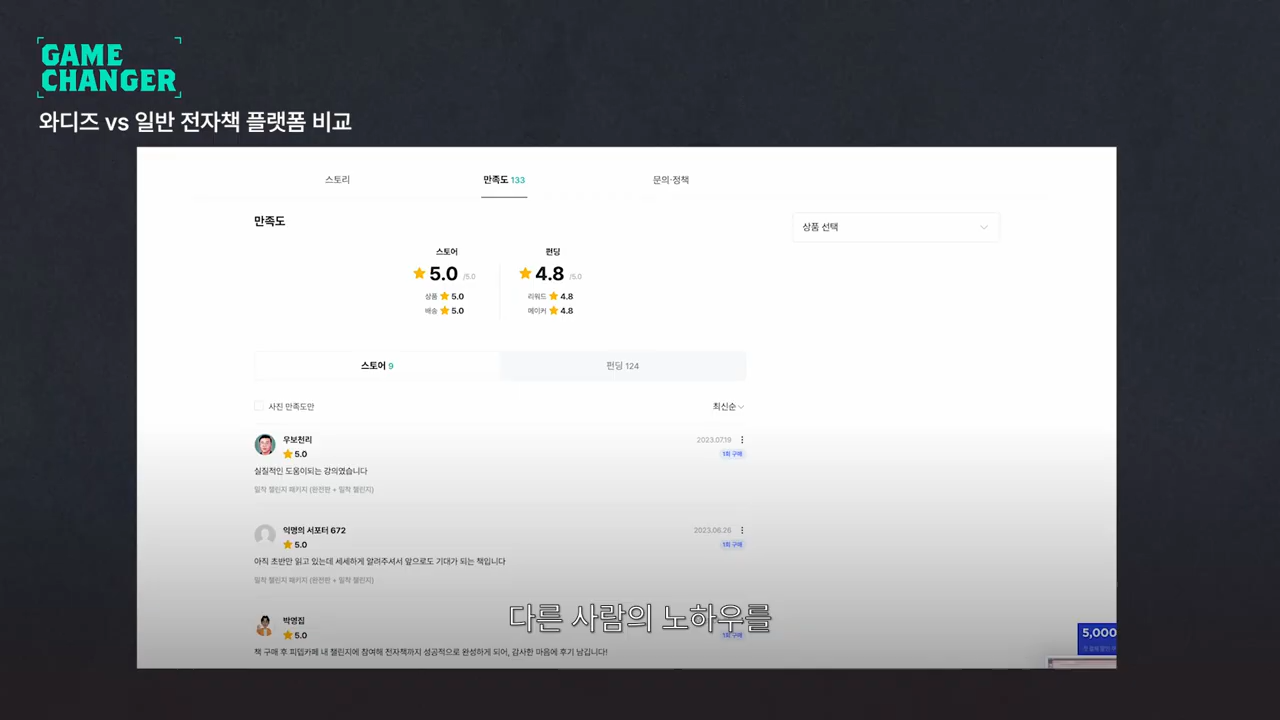 GAME
CHANGER
와디즈 vs 일반 전자책 플랫폼 비교
스토리
만족도 133
문의·정책
만족도
상품 선택
스토어
펀딩
5.0 /5.0
4.8 /5.0
상품 5.0
리워드 4.8
배송 5.0
메이커 4.8
스토어 9
펀딩 124
사진 만족도만
최신순
우보천리
2023.07.19
5.0
1회 구매
실질적인 도움이되는 강의였습니다
밀착 챌린지 패키지 (완전판 + 밀착 챌린지)
익명의 서포터 672
2023.06.26
5.0
1회 구매
아직 초반만 읽고 있는데 세세하게 알려주셔서 앞으로도 기대가 되는 책입니다
밀착 챌린지 패키지 (완전판 + 밀착 챌린지)
다른 사람의 노하우를
박영집
5.0
1회 구매
책 구매 후 피뎁카페 내 챌린지에 참여해 전자책까지 성공적으로 완성하게 되어, 감사한 마음에 후기 남깁니다!
5,000